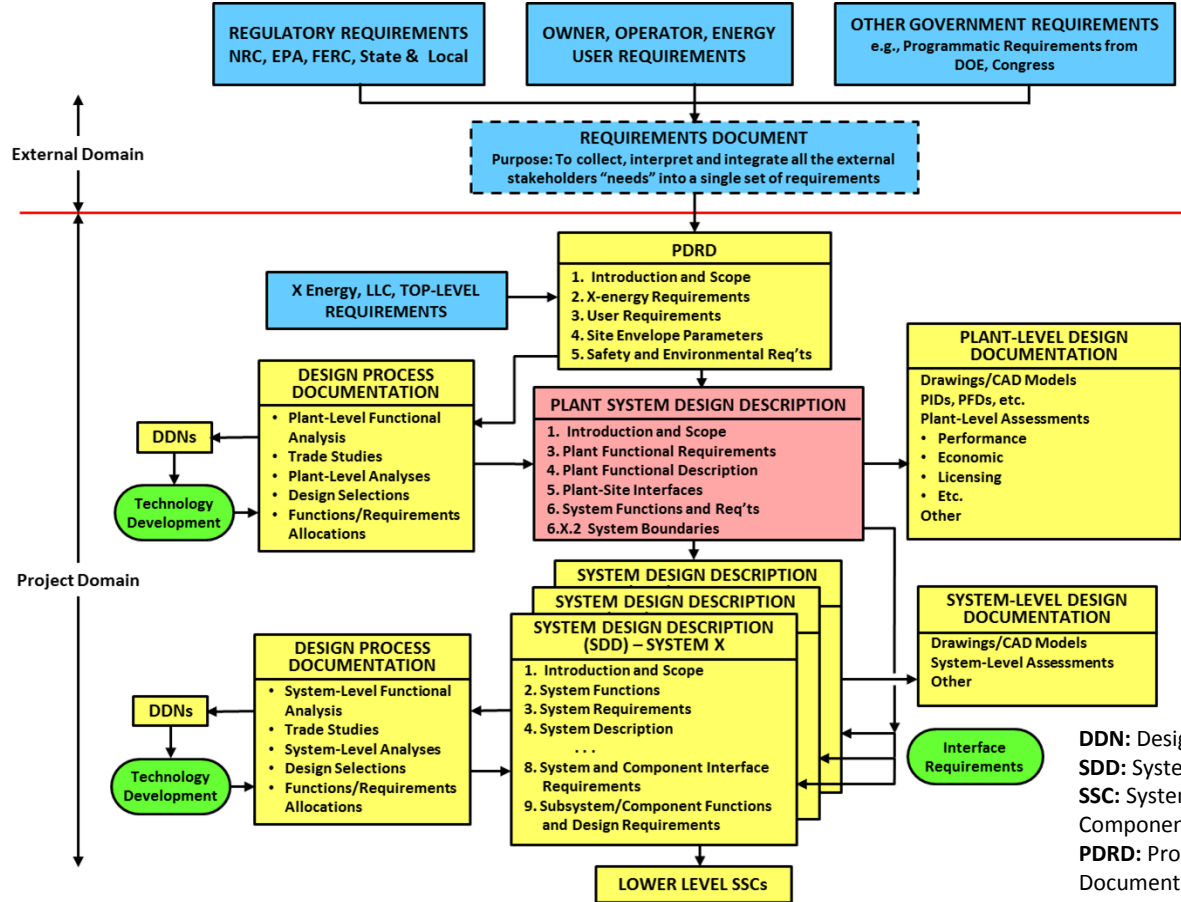 REGULATORY REQUIREMENTS
NRC, EPA, FERC, State & Local
OWNER, OPERATOR, ENERGY
USER REQUIREMENTS
OTHER GOVERNMENT REQUIREMENTS
e.g., Programmatic Requirements from
DOE, Congress
External Domain
REQUIREMENTS DOCUMENT
Purpose: To collect, interpret and integrate all the external
stakeholders “needs” into a single set of requirements
PDRD
1. Introduction and Scope
2. X-energy Requirements
3. User Requirements
4. Site Envelope Parameters
5. Safety and Environmental Req'ts
X Energy, LLC, TOP-LEVEL
REQUIREMENTS
DESIGN PROCESS
DOCUMENTATION
• Plant-Level Functional
Analysis
• Trade Studies
• Plant-Level Analyses
• Design Selections
• Functions/Requirements
Allocations
DDNs
Technology
Development
PLANT SYSTEM DESIGN DESCRIPTION
1. Introduction and Scope
3. Plant Functional Requirements
4. Plant Functional Description
5. Plant-Site Interfaces
6. System Functions and Req'ts
6.X.2 System Boundaries
PLANT-LEVEL DESIGN
DOCUMENTATION
Drawings/CAD Models
PIDs, PFDs, etc.
Plant-Level Assessments
• Performance
• Economic
• Licensing
• Etc.
Other
Project Domain
SYSTEM DESIGN DESCRIPTION
SYSTEM DESIGN DESCRIPTION
SYSTEM DESIGN DESCRIPTION
(SDD) – SYSTEM X
1. Introduction and Scope
2. System Functions
3. System Requirements
4. System Description
. . .
8. System and Component Interface
Requirements
9. Subsystem/Component Functions
and Design Requirements
DESIGN PROCESS
DOCUMENTATION
• System-Level Functional
Analysis
• Trade Studies
• System-Level Analyses
• Design Selections
• Functions/Requirements
Allocations
DDNs
Technology
Development
SYSTEM-LEVEL DESIGN
DOCUMENTATION
Drawings/CAD Models
System-Level Assessments
Other
Interface
Requirements
LOWER LEVEL SSCs
DDN: Desig
SDD: System
SSC: System
Componen
PDRD: Pro
Document